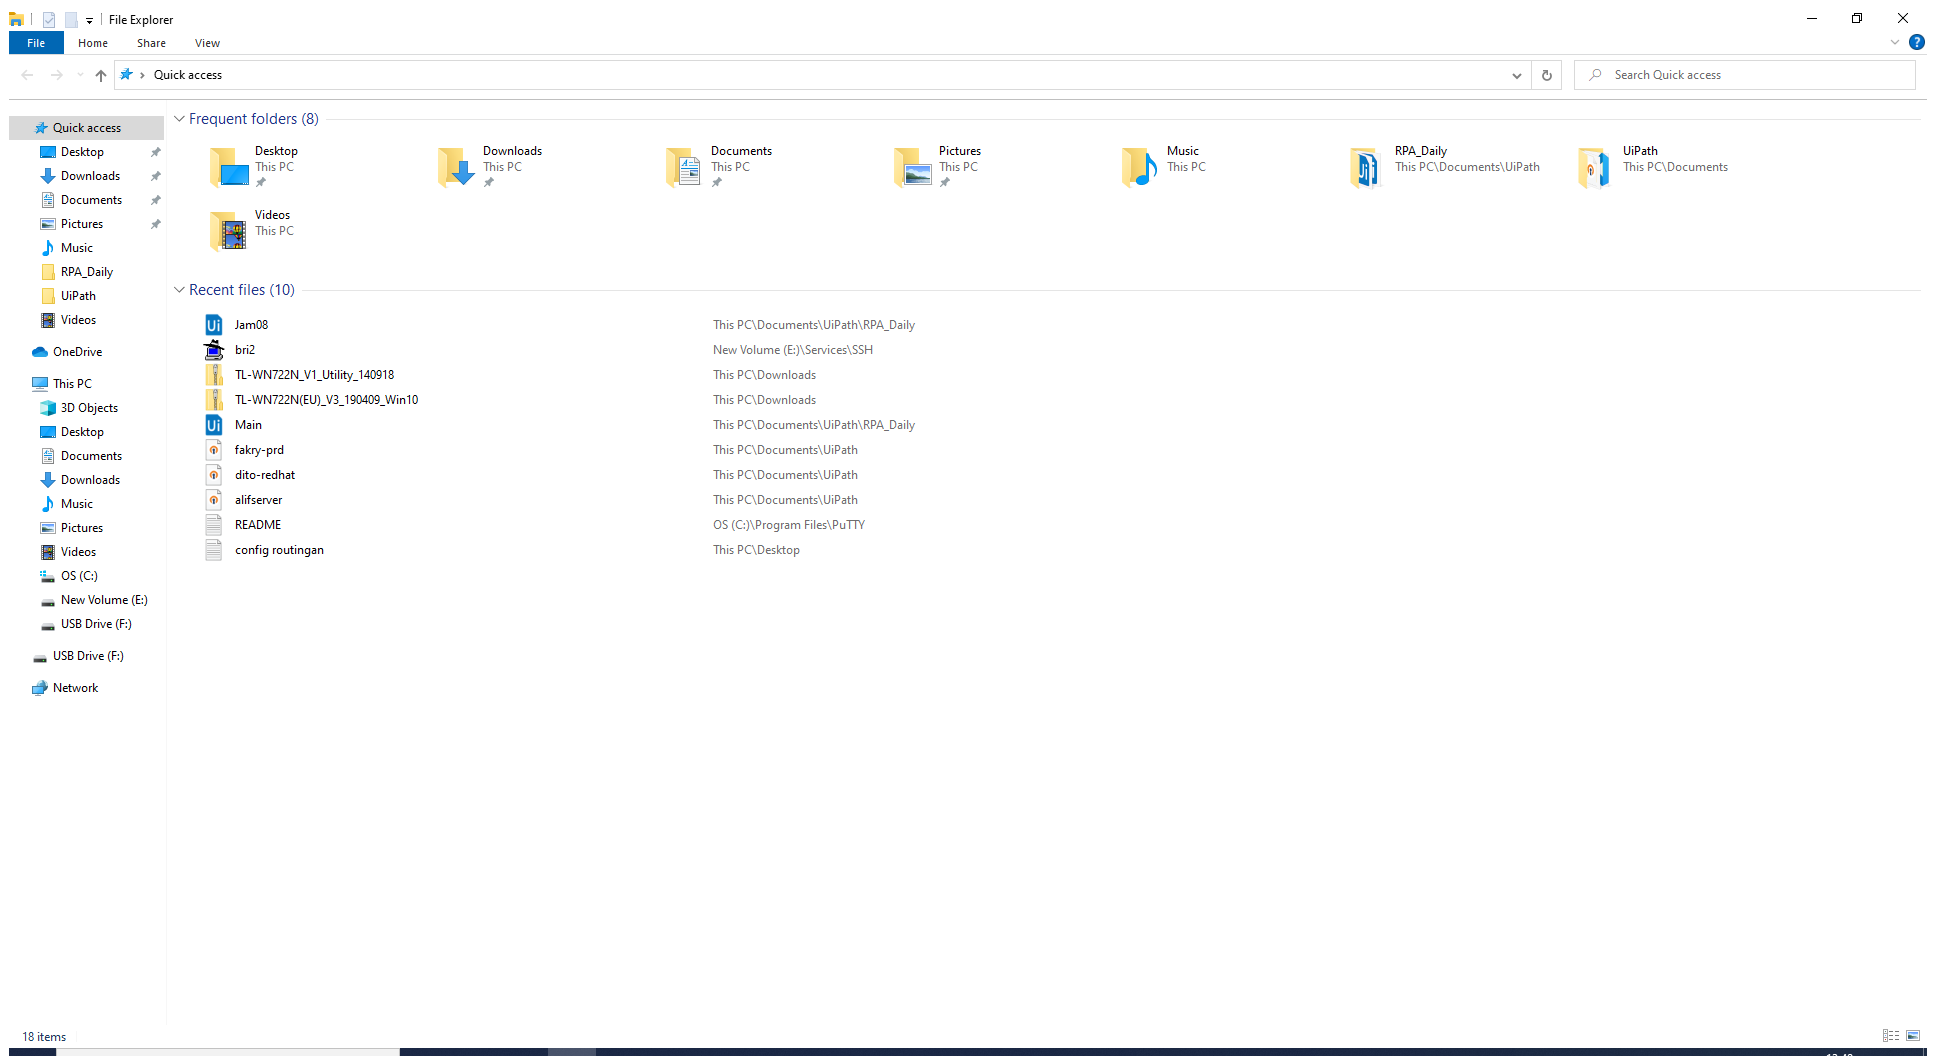 File Explorer
File Home Share View
Quick access
Search Quick access
Quick access
Desktop
Downloads
Documents
Pictures
Music
RPA_Daily
UiPath
Videos
OneDrive
This PC
3D Objects
Desktop
Documents
Downloads
Music
Pictures
Videos
OS (C:)
New Volume (E:)
USB Drive (F:)
USB Drive (F:)
Network
Frequent folders (8)
Desktop
This PC
Downloads
This PC
Documents
This PC
Pictures
This PC
Music
This PC
RPA_Daily
This PC\Documents\UiPath
UiPath
This PC\Documents
Videos
This PC
Recent files (10)
Jam08 This PC\Documents\UiPath\RPA_Daily
bri2 New Volume (E:)\Services\SSH
TL-WN722N_V1_Utility_140918 This PC\Downloads
TL-WN722N(EU)_V3_190409_Win10 This PC\Downloads
Main This PC\Documents\UiPath\RPA_Daily
fakry-prd This PC\Documents\UiPath
dito-redhat This PC\Documents\UiPath
alifserver This PC\Documents\UiPath
README OS (C:)\Program Files\PuTTY
config routingan This PC\Desktop
18 items